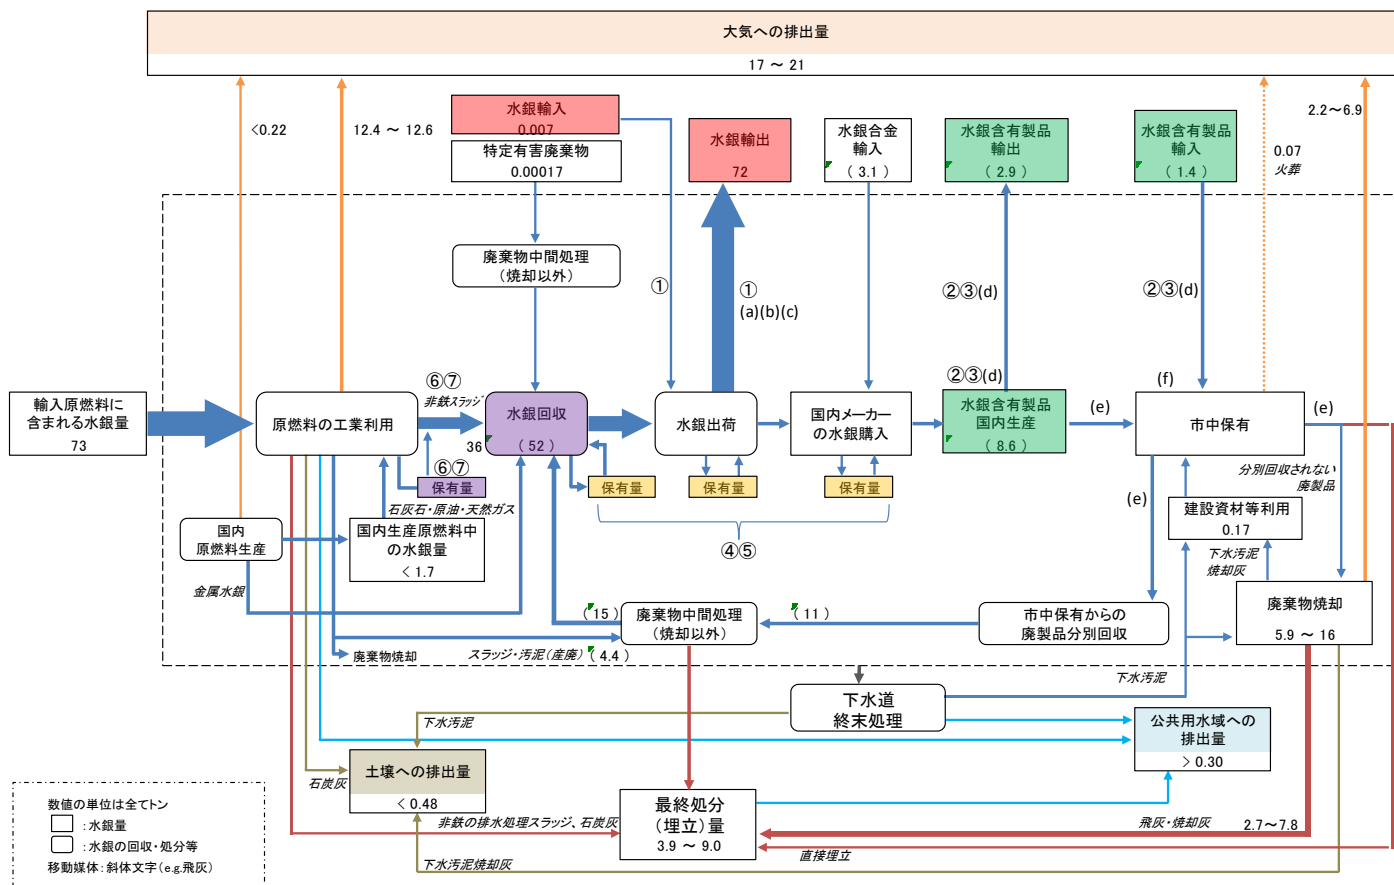 大気への排出量
17 ～ 21
<0.22
12.4 ～ 12.6
水銀輸入
0.007
特定有害廃棄物
0.00017
水銀輸出
72
水銀合金
輸入
( 3.1 )
水銀含有製品
輸出
( 2.9 )
水銀含有製品
輸入
( 1.4 )
0.07
火葬
2.2～6.9
廃棄物中間処理
(焼却以外)
①
①
(a)(b)(c)
②③(d)
②③(d)
輸入原燃料に
含まれる水銀量
73
原燃料の工業利用
⑥⑦
非鉄スラッジ
水銀回収
36
( 52 )
水銀出荷
国内メーカー
の水銀購入
②③(d)
水銀含有製品
国内生産
( 8.6 )
(e)
(f)
市中保有
(e)
⑥⑦
保有量
保有量
保有量
保有量
石灰石・原油・天然ガス
国内
原燃料生産
国内生産原燃料中
の水銀量
< 1.7
④⑤
(e)
分別回収されない
廃製品
建設資材等利用
0.17
下水汚泥
焼却灰
金属水銀
( 15 )
廃棄物中間処理
(焼却以外)
( 11 )
市中保有からの
廃製品分別回収
廃棄物焼却
5.9 ～ 16
廃棄物焼却
スラッジ・汚泥(産廃)
( 4.4 )
下水汚泥
下水道
終末処理
下水汚泥
公共用水域への
排出量
> 0.30
石炭灰
土壌への排出量
< 0.48
非鉄の排水処理スラッジ、石炭灰
最終処分
(埋立)量
3.9 ～ 9.0
飛灰・焼却灰
2.7～7.8
直接埋立
下水汚泥焼却灰
数値の単位は全てトン
:水銀量
:水銀の回収・処分等
移動媒体:斜体文字(e.g.飛灰)